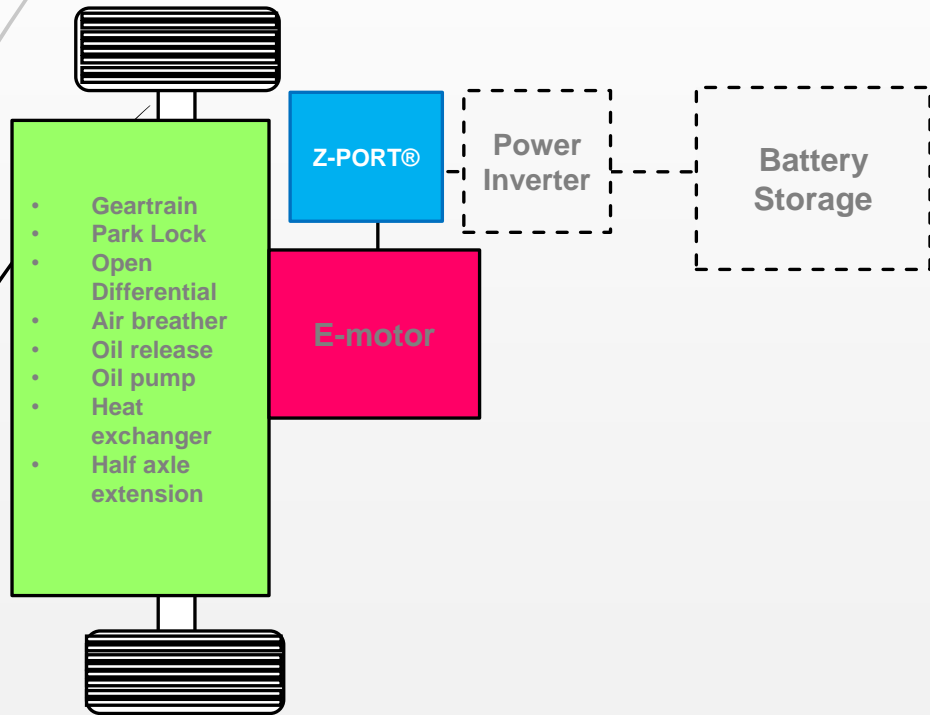 Z-PORT®
Power
Inverter
Battery
Storage
• Geartrain
• Park Lock
• Open
Differential
• Air breather
• Oil release
• Oil pump
• Heat
exchanger
• Half axle
extension
E-motor